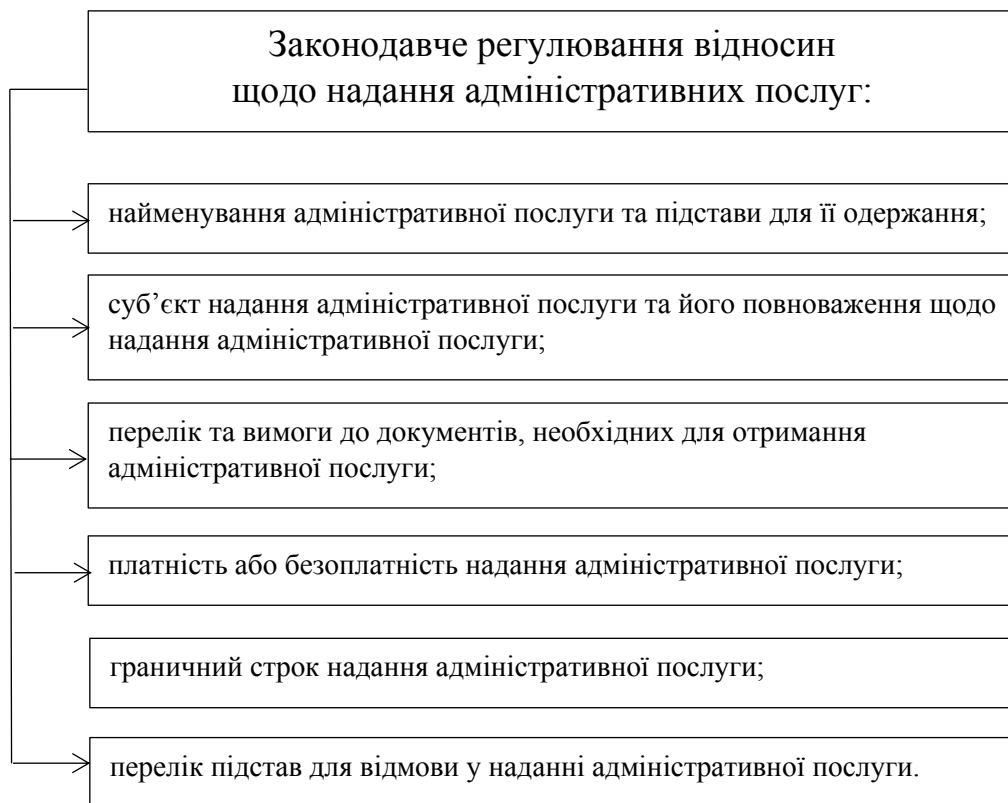 Законодавче регулювання відносин
щодо надання адміністративних послуг:
найменування адміністративної послуги та підстави для її одержання;
суб’єкт надання адміністративної послуги та його повноваження щодо
надання адміністративної послуги;
перелік та вимоги до документів, необхідних для отримання
адміністративної послуги;
платність або безоплатність надання адміністративної послуги;
граничний строк надання адміністративної послуги;
перелік підстав для відмови у наданні адміністративної послуги.